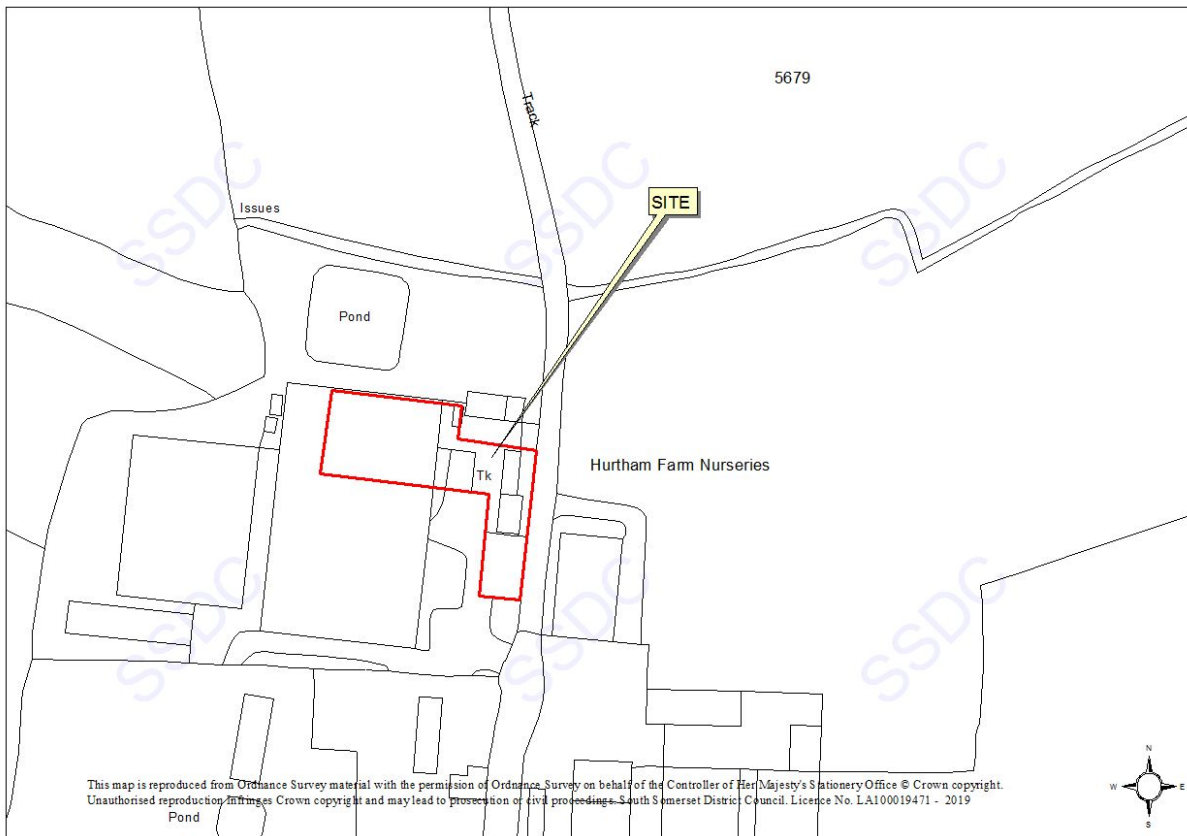 5679
Track
SITE
Issues
Pond
Hurtham Farm Nurseries
Tk
SSDC
SSDC
SSDC
SSDC
SSDC
SSDC
N
W E
S
This map is reproduced from Ordnance Survey material with the permission of Ordnance Survey on behalf of the Controller of Her Majesty's Stationery Office © Crown copyright.
Unauthorised reproduction infringes Crown copyright and may lead to prosecution or civil proceedings. South Somerset District Council. Licence No. LA100019471 - 2019
Pond